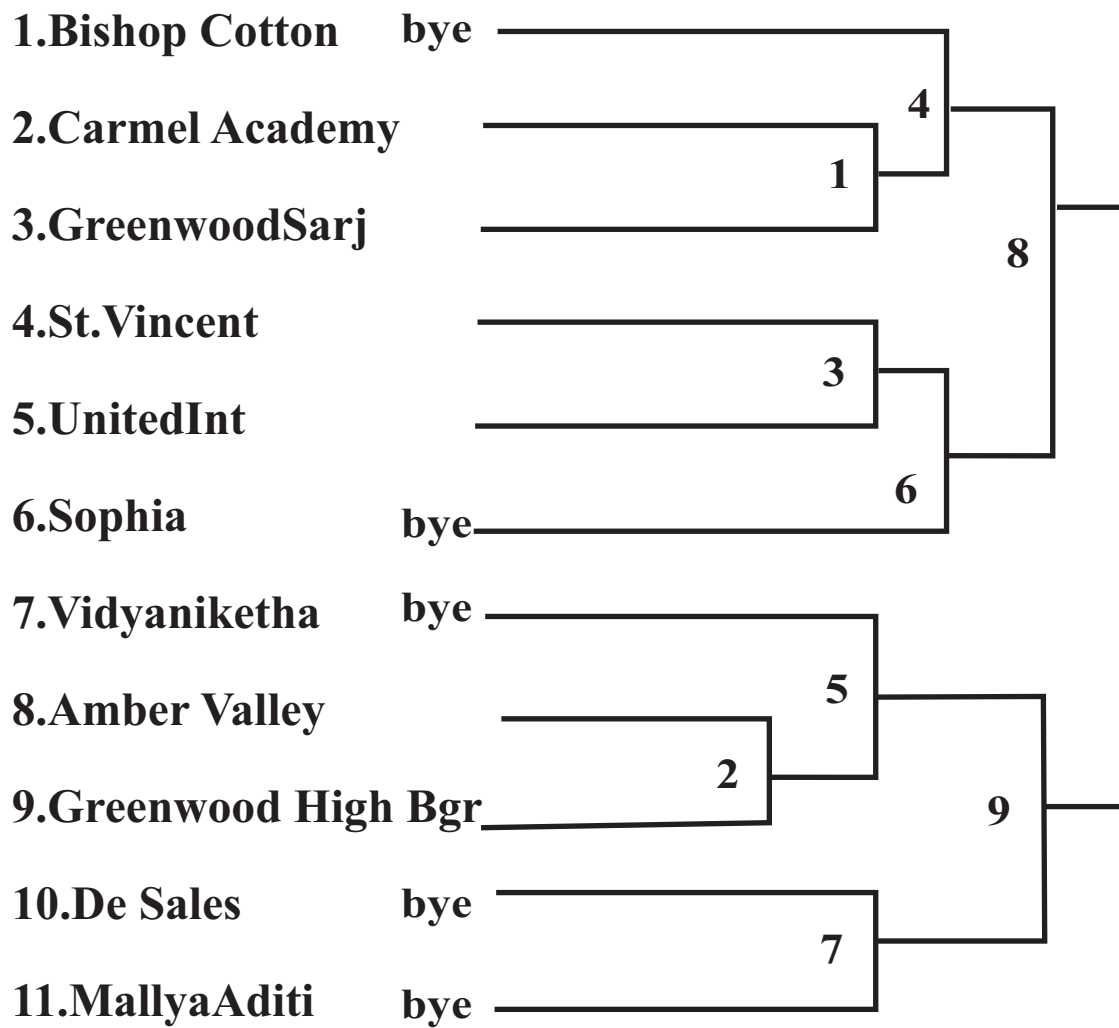 1.Bishop Cotton bye
4
2.Carmel Academy
1
3.GreenwoodSarj
8
4.St.Vincent
3
5.UnitedInt
6
6.Sophia bye
7.Vidyaniketha bye
5
8.Amber Valley
2
9.Greenwood High Bgr
9
10.De Sales bye
7
11.MallyaAditi bye